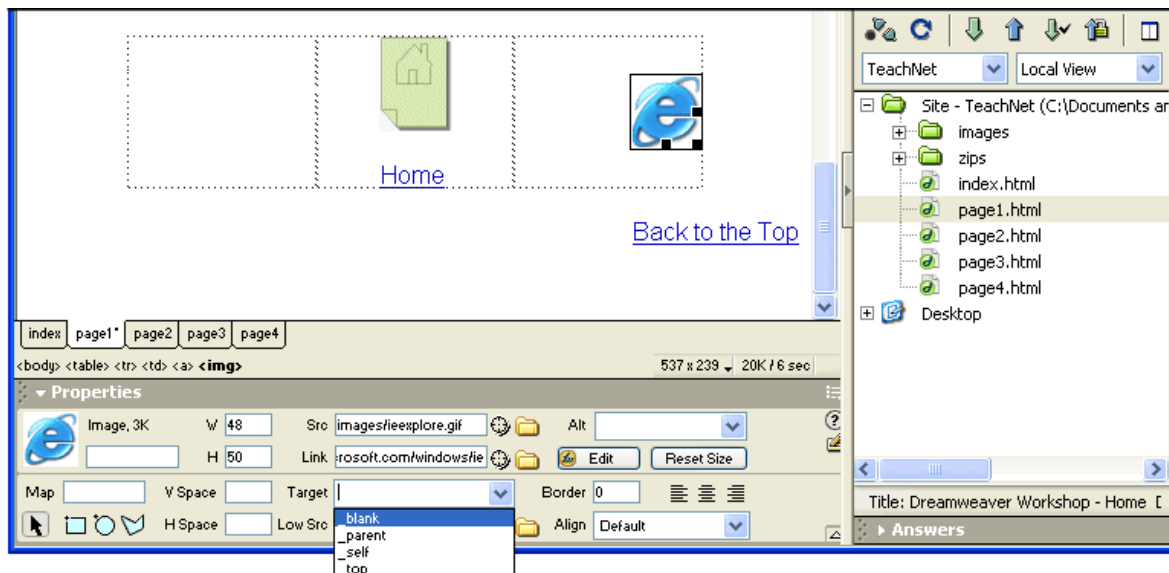 TeachNet
Local View
Site - TeachNet (C:\Documents ar
images
zips
index.html
page1.html
page2.html
page3.html
page4.html
Desktop
Home
Back to the Top
index page1* page2 page3 page4
<body> <table> <tr> <td> <a> <img>
537 x 239 20K / 6 sec
Properties
Image, 3K W 48 Src images/ieexplore.gif Alt
H 50 Link :rosoft.com/windows/ie Edit Reset Size
Map V Space Target Border 0
H Space Low Src Align Default
_blank
_parent
_self
_top
Title: Dreamweaver Workshop - Home
Answers